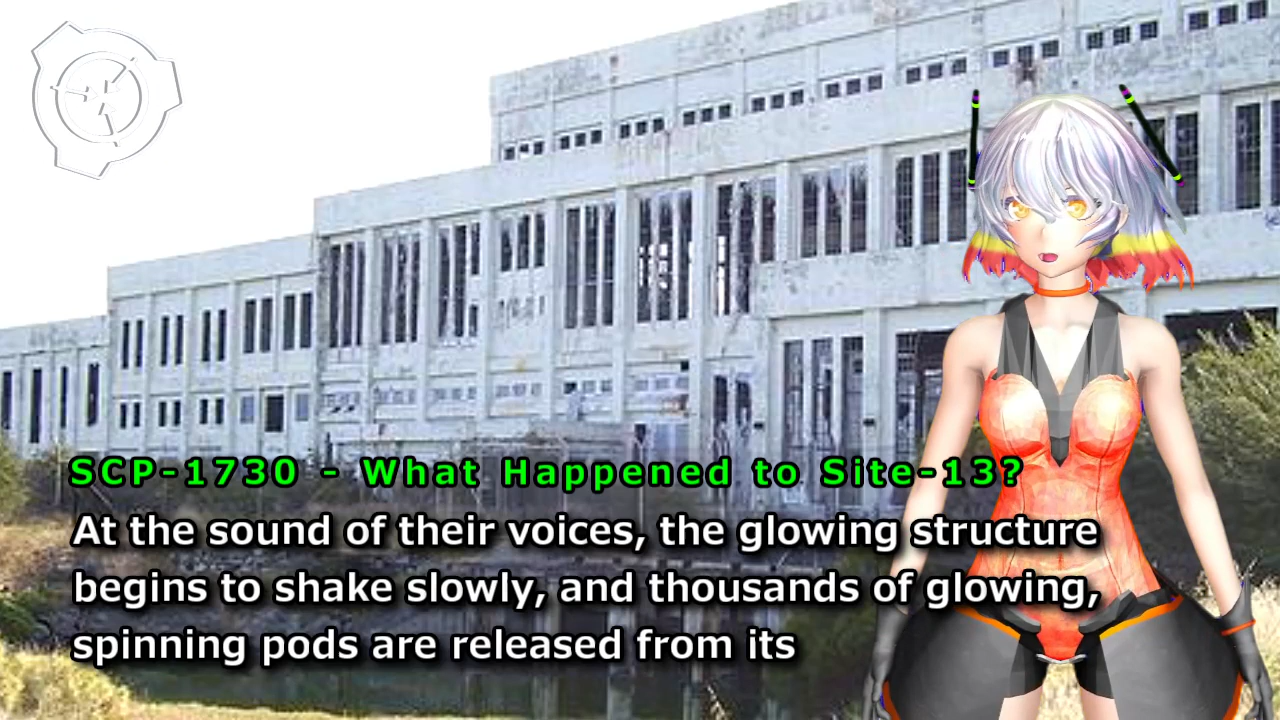 SCP-1730 - What Happened to Site-13?
At the sound of their voices, the glowing structure
begins to shake slowly, and thousands of glowing,
spinning pods are released from its